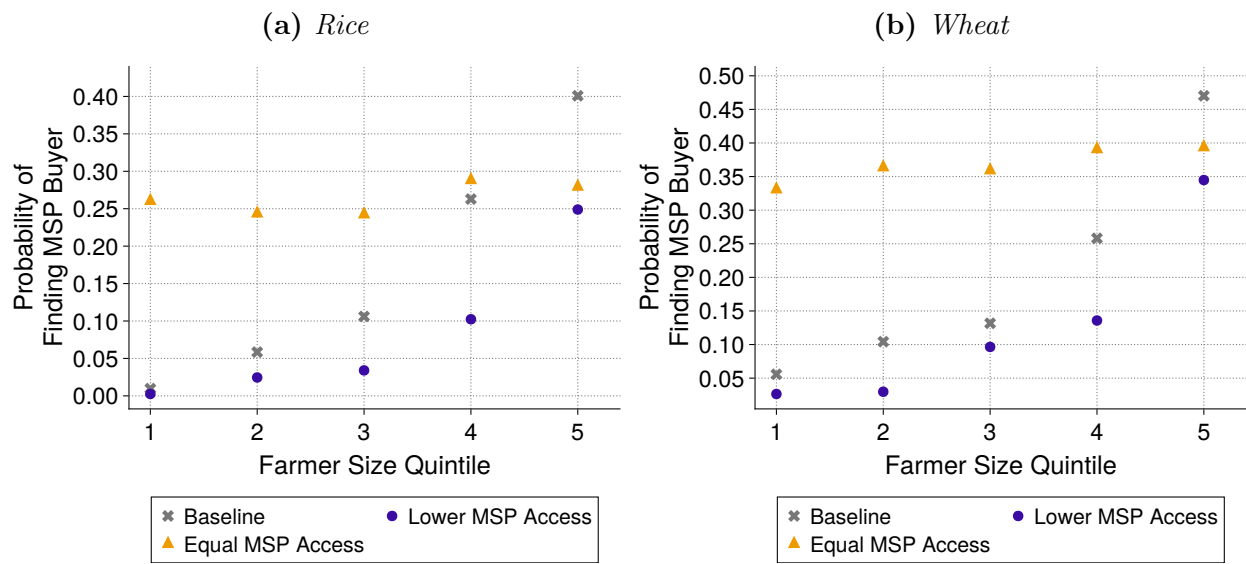 (a) Rice
Probability of
Finding MSP Buyer
0.40
0.35
0.30
0.25
0.20
0.15
0.10
0.05
0.00
1 2 3 4 5
Farmer Size Quintile
Baseline
Lower MSP Access
Equal MSP Access
(b) Wheat
Probability of
Finding MSP Buyer
0.50
0.45
0.40
0.35
0.30
0.25
0.20
0.15
0.10
0.05
1 2 3 4 5
Farmer Size Quintile
Baseline
Lower MSP Access
Equal MSP Access